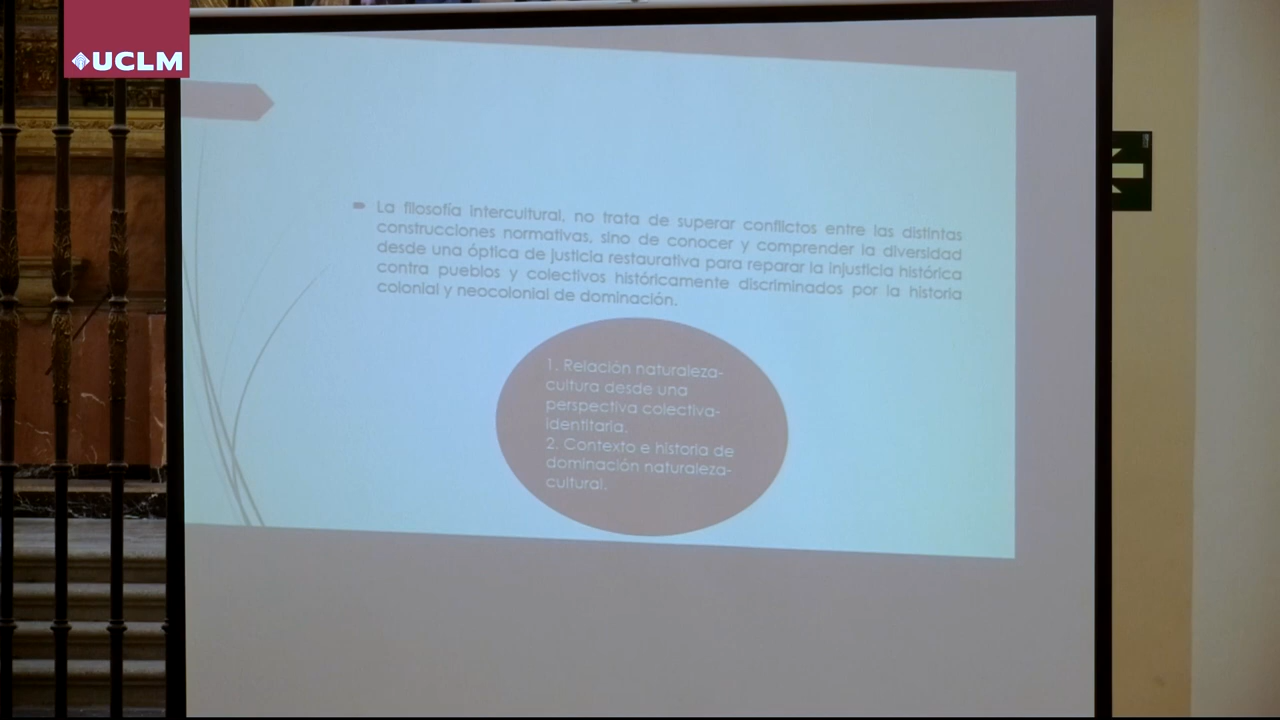 UCLM
La filosofía intercultural, no trata de superar conflictos entre las distintas
construcciones normativas, sino de conocer y comprender la diversidad
desde una óptica de justicia restaurativa para reparar la injusticia histórica
contra pueblos y colectivos históricamente discriminados por la historia
colonial y neocolonial de dominación.
1. Relación naturaleza-
cultura desde una
perspectiva colectiva-
identitaria.
2. Contexto e historia de
dominación naturaleza-
cultural.